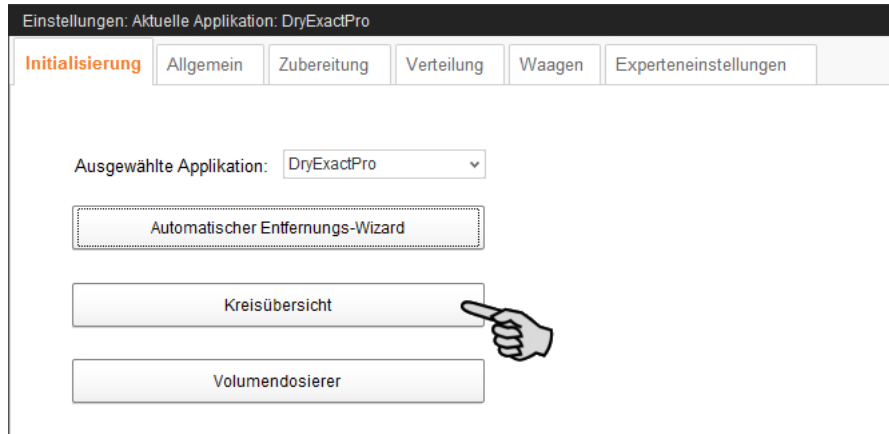 Einstellungen: Aktuelle Applikation: DryExactPro
Initialisierung Allgemein Zubereitung Verteilung Waagen Experteneinstellungen
Ausgewählte Applikation: DryExactPro
Automatischer Entfernungs-Wizard
Kreisübersicht
Volumendosierer